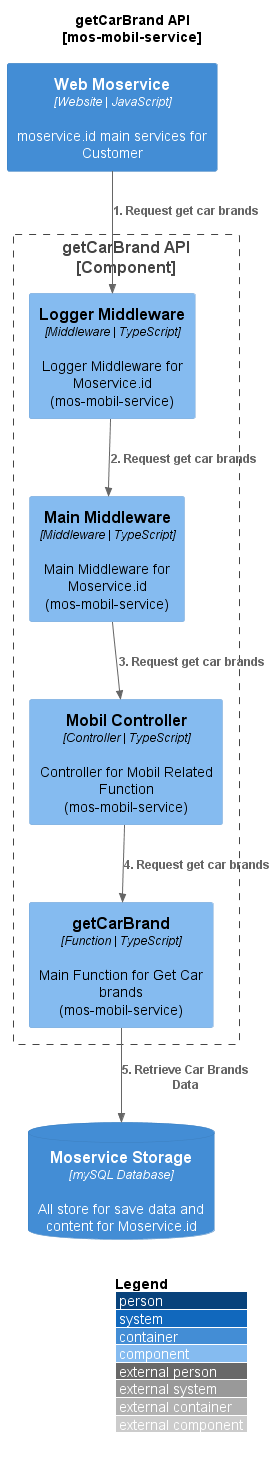 getCarBrand API
[mos-mobil-service]
Web Moservice
[Website | JavaScript]
moservice.id main services for
Customer
1. Request get car brands
getCarBrand API
[Component]
Logger Middleware
[Middleware | TypeScript]
Logger Middleware for
Moservice.id
(mos-mobil-service)
2. Request get car brands
Main Middleware
[Middleware | TypeScript]
Main Middleware for
Moservice.id
(mos-mobil-service)
3. Request get car brands
Mobil Controller
[Controller | TypeScript]
Controller for Mobil Related
Function
(mos-mobil-service)
4. Request get car brands
getCarBrand
[Function | TypeScript]
Main Function for Get Car
brands
(mos-mobil-service)
5. Retrieve Car Brands
Data
Moservice Storage
[mySQL Database]
All store for save data and
content for Moservice.id
Legend
person
system
container
component
external person
external system
external container
external component